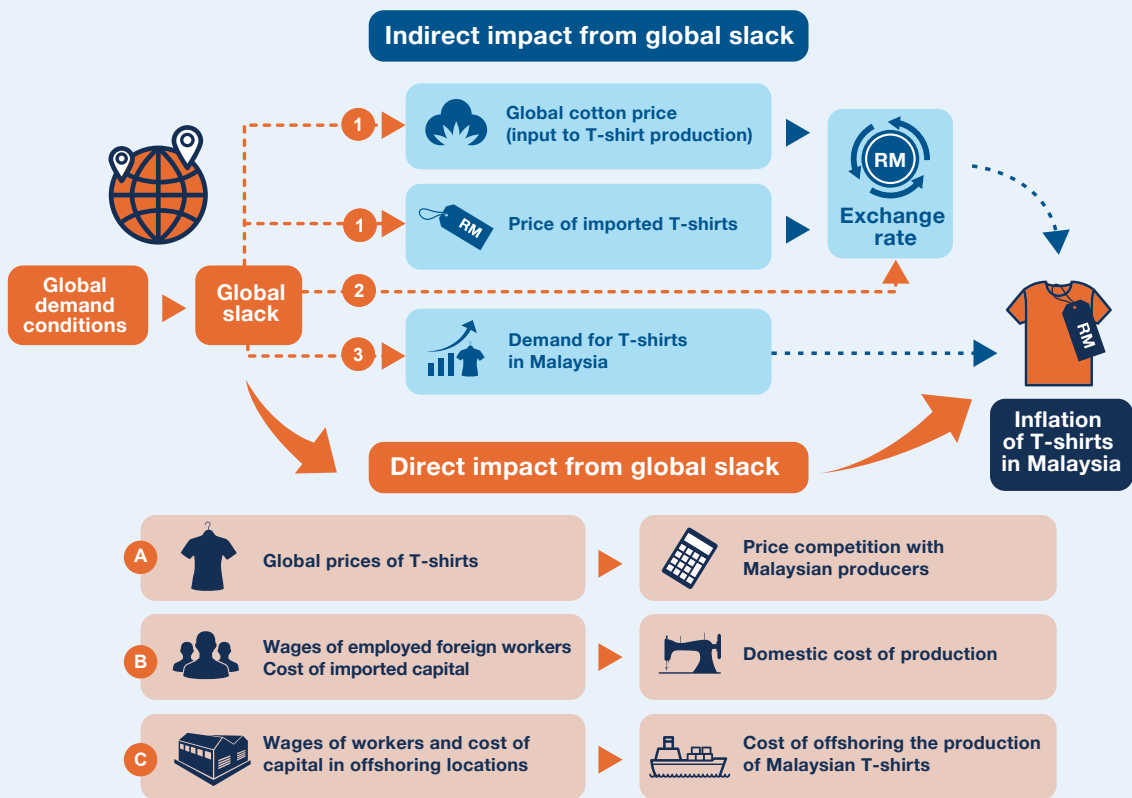 Indirect impact from global slack
1
Global cotton price
(input to T-shirt production)
RM
Exchange
rate
1
RM
Price of imported T-shirts
Global
demand
conditions
Global
slack
2
3
Demand for T-shirts
in Malaysia
RM
Inflation
of T-shirts
in Malaysia
Direct impact from global slack
A
Global prices of T-shirts
Price competition with
Malaysian producers
B
Wages of employed foreign workers
Cost of imported capital
Domestic cost of production
C
Wages of workers and cost of
capital in offshoring locations
Cost of offshoring the production
of Malaysian T-shirts